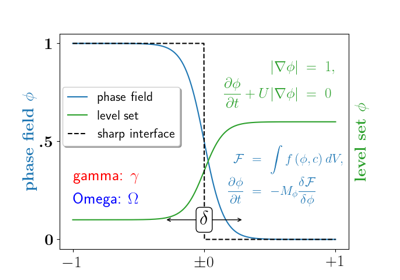 1
.5
0
phase field ϕ
level set ϕ
phase field
level set
sharp interface
|∇ϕ| = 1,
∂ϕ/∂t + U|∇ϕ| = 0
ℱ = ∫ f(ϕ, c) dV,
∂ϕ/∂t = −M_ϕ δℱ/δϕ
gamma: γ
Omega: Ω
δ
−1
±0
+1